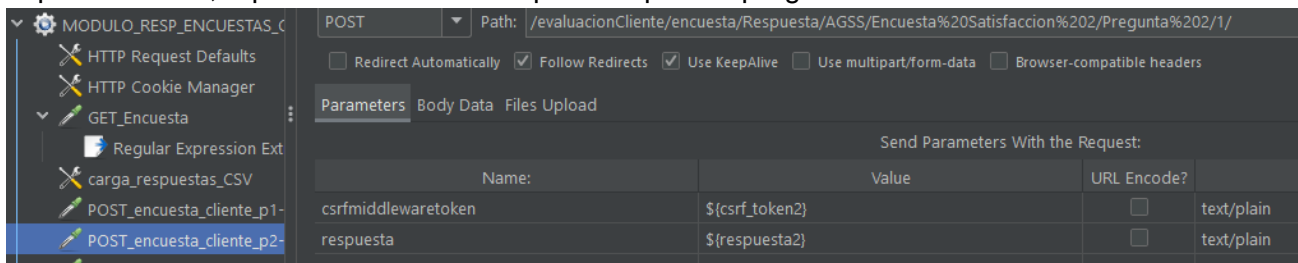 MODULO_RESP_ENCUESTAS_C
HTTP Request Defaults
HTTP Cookie Manager
GET_Encuesta
Regular Expression Ext
carga_respuestas_CSV
POST_encuesta_cliente_p1-
POST_encuesta_cliente_p2-
POST Path: /evaluacionCliente/encuesta/Respuesta/AGSS/Encuesta%20Satisfaccion%202/Pregunta%202/1/
Redirect Automatically Follow Redirects Use KeepAlive Use multipart/form-data Browser-compatible headers
Parameters Body Data Files Upload
Send Parameters With the Request:
Name: Value URL Encode?
csrfmiddlewaretoken ${csrf_token2} text/plain
respuesta ${respuesta2} text/plain